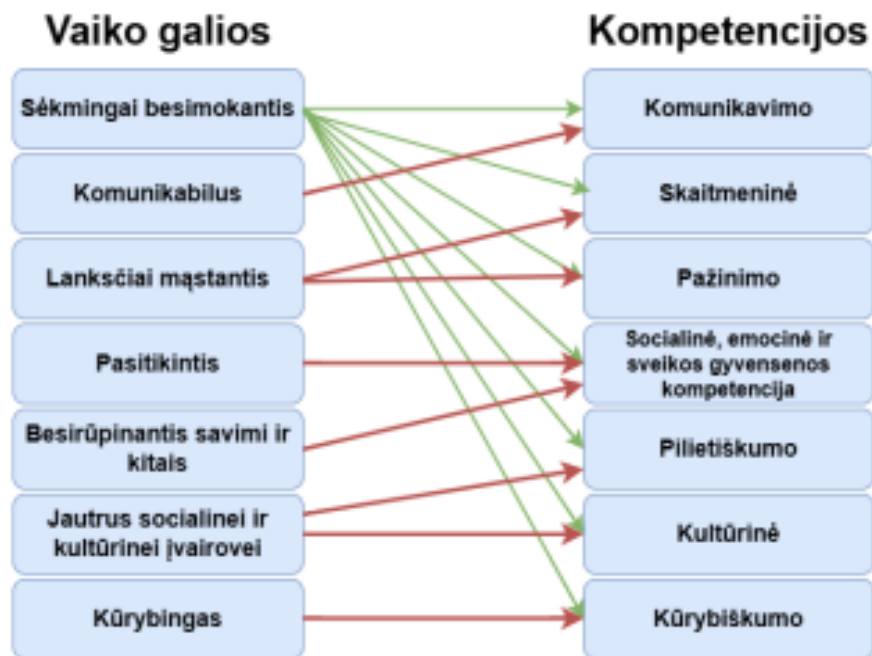 Vaiko galios
Kompetencijos
Sėkmingai besimokantis
Komunikavimo
Komunikabilus
Skaitmeninė
Lanksčiai mąstantis
Pažinimo
Pasitikintis
Socialinė, emocinė ir
sveikos gyvensenos
kompetencija
Besirūpinantis savimi ir
kitais
Pilietiškumo
Jautrus socialinei ir
kultūrinei įvairovei
Kultūrinė
Kūrybingas
Kūrybiškumo